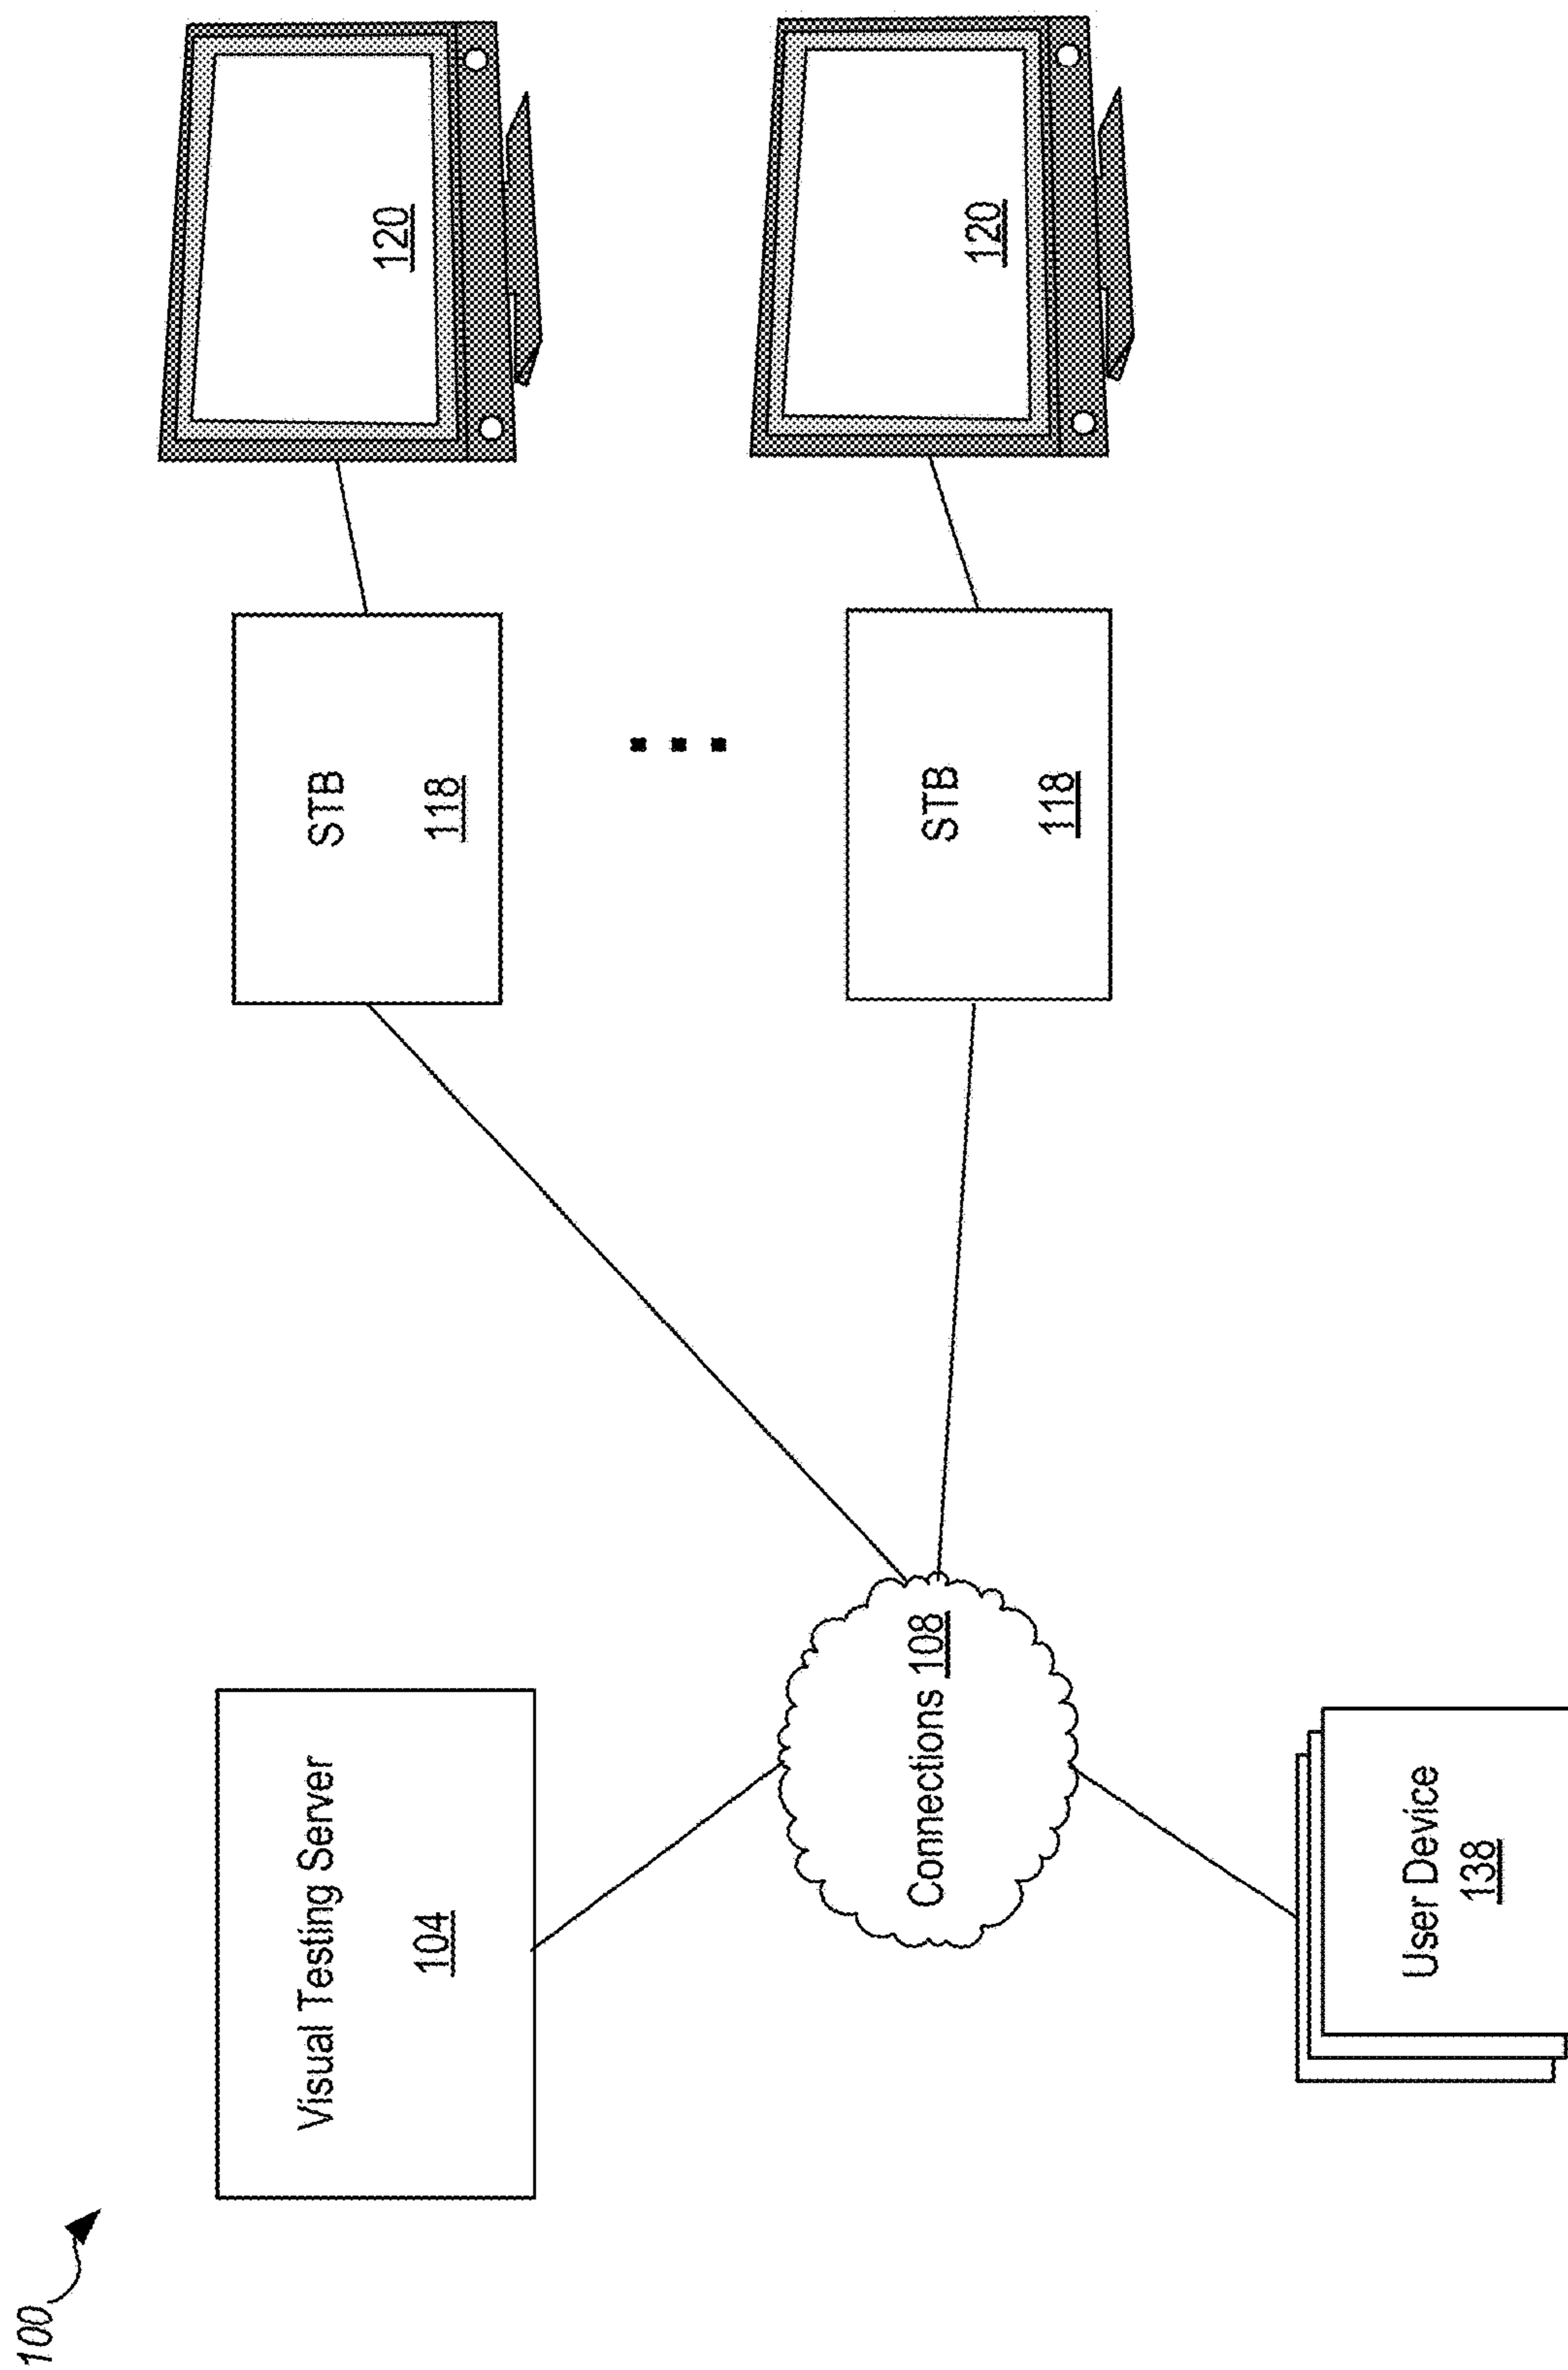 100
Visual Testing Server
104
STB
118
120
Connections 108
STB
118
120
User Device
138